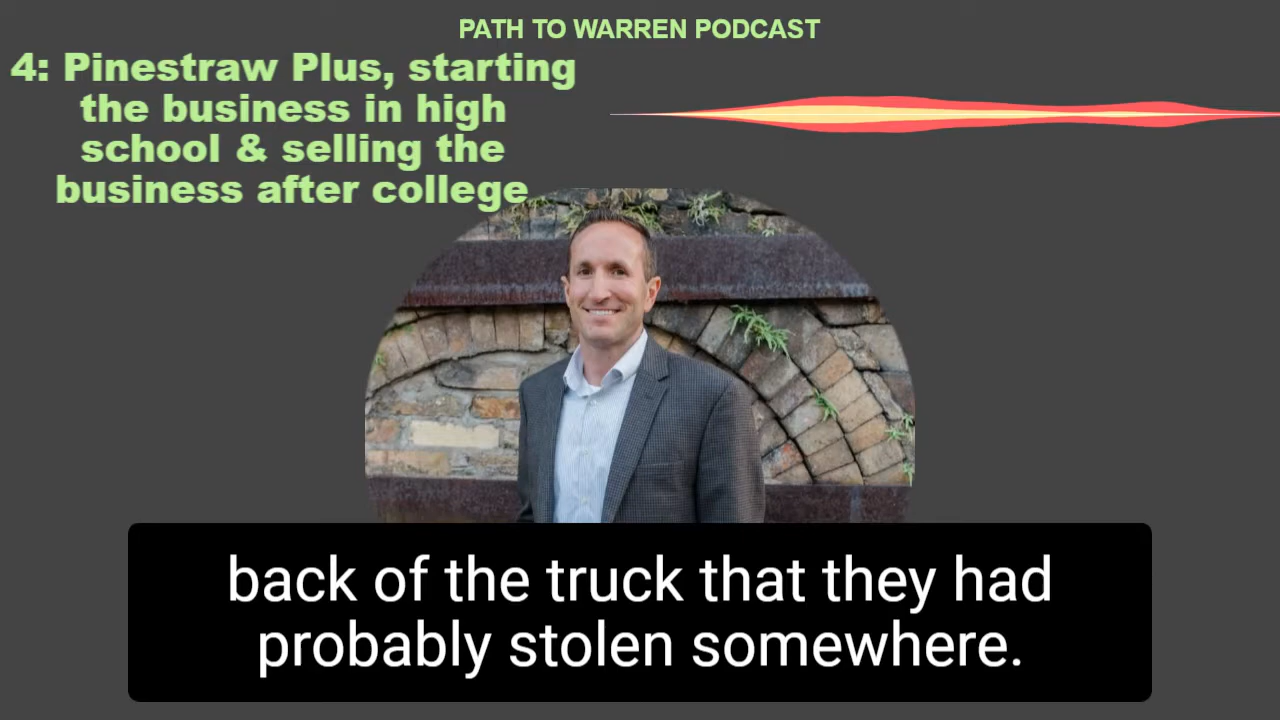 PATH TO WARREN PODCAST
4: Pinestraw Plus, starting
the business in high
school & selling the
business after college
back of the truck that they had
probably stolen somewhere.